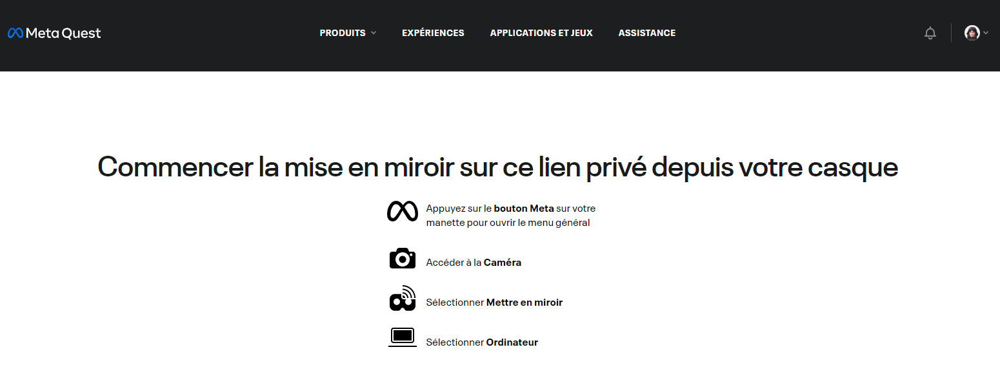 Meta Quest
PRODUITS
EXPÉRIENCES
APPLICATIONS ET JEUX
ASSISTANCE
Commencer la mise en miroir sur ce lien privé depuis votre casque
Appuyez sur le bouton Meta sur votre
manette pour ouvrir le menu général
Accéder à la Caméra
Sélectionner Mettre en miroir
Sélectionner Ordinateur